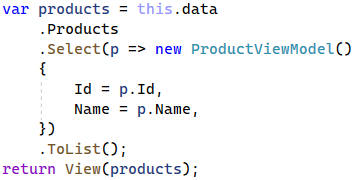 var products = this.data
    .Products
    .Select(p => new ProductViewModel()
    {
        Id = p.Id,
        Name = p.Name,
    })
    .ToList();
return View(products);